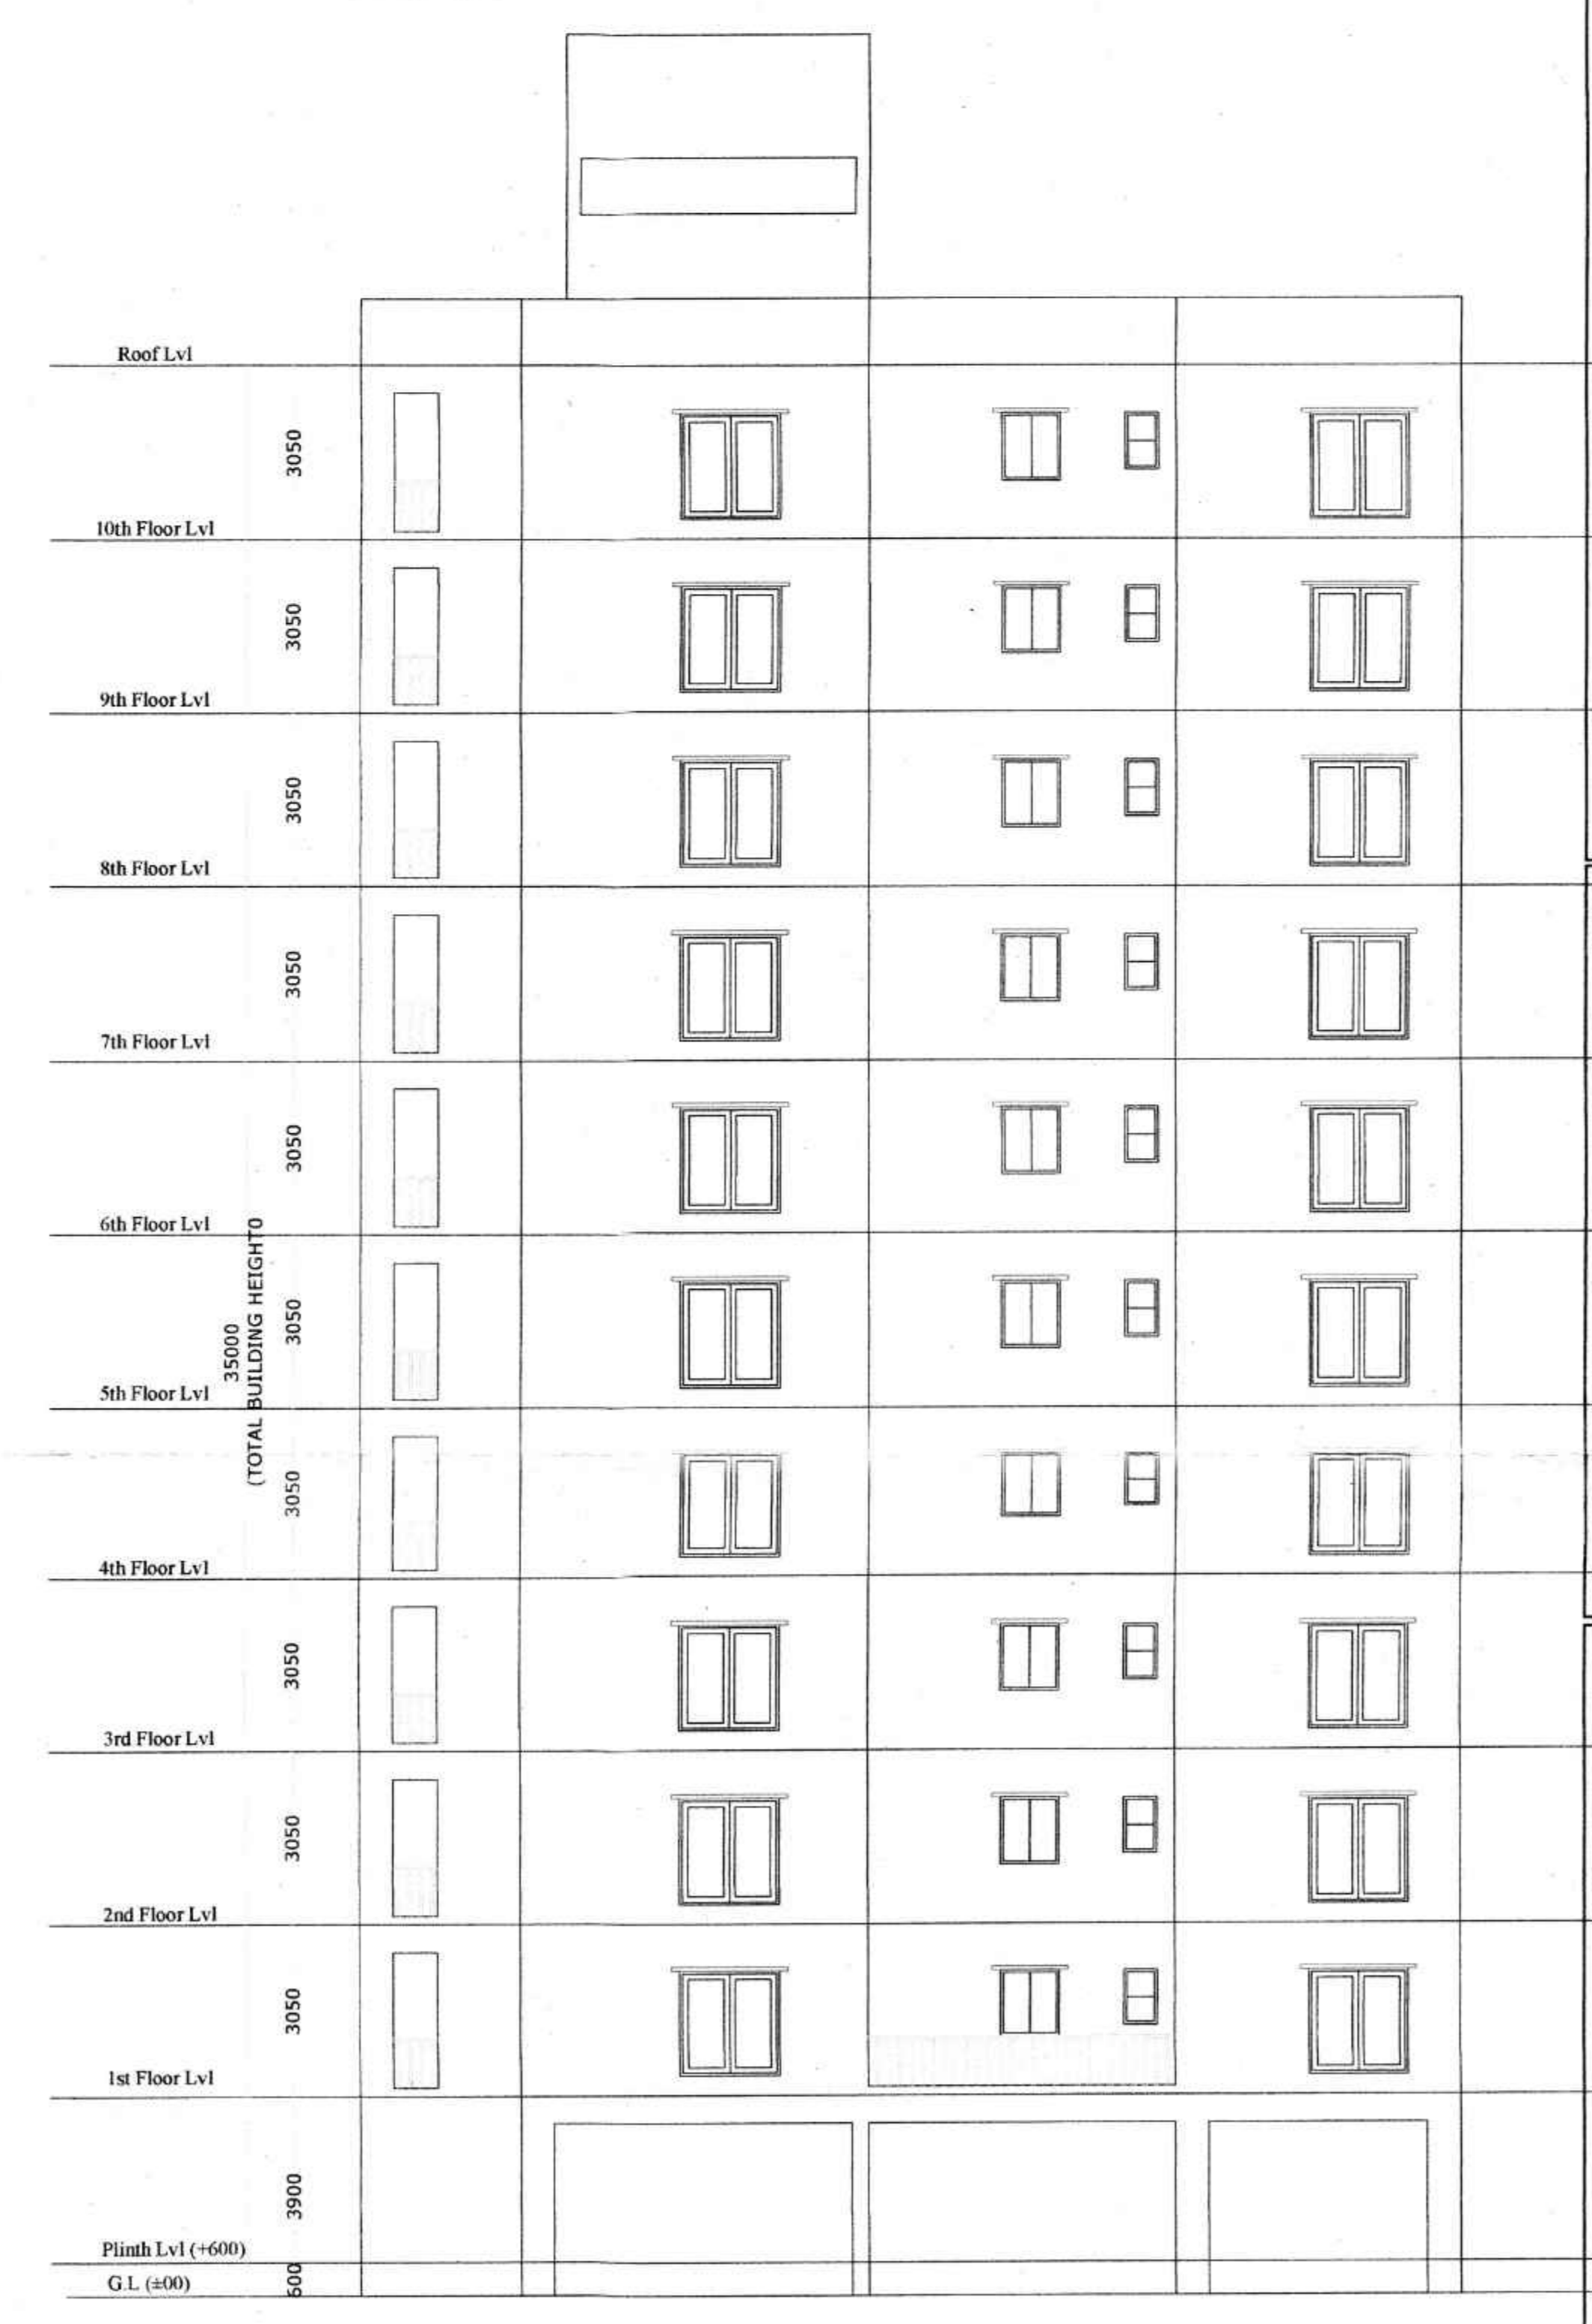 Roof Lvl
3050
10th Floor Lvl
3050
9th Floor Lvl
3050
8th Floor Lvl
3050
7th Floor Lvl
3050
6th Floor Lvl
35000
(TOTAL BUILDING HEIGHT0
3050
5th Floor Lvl
3050
4th Floor Lvl
3050
3rd Floor Lvl
3050
2nd Floor Lvl
3050
1st Floor Lvl
3900
Plinth Lvl (+600)
G.L (±00)
600